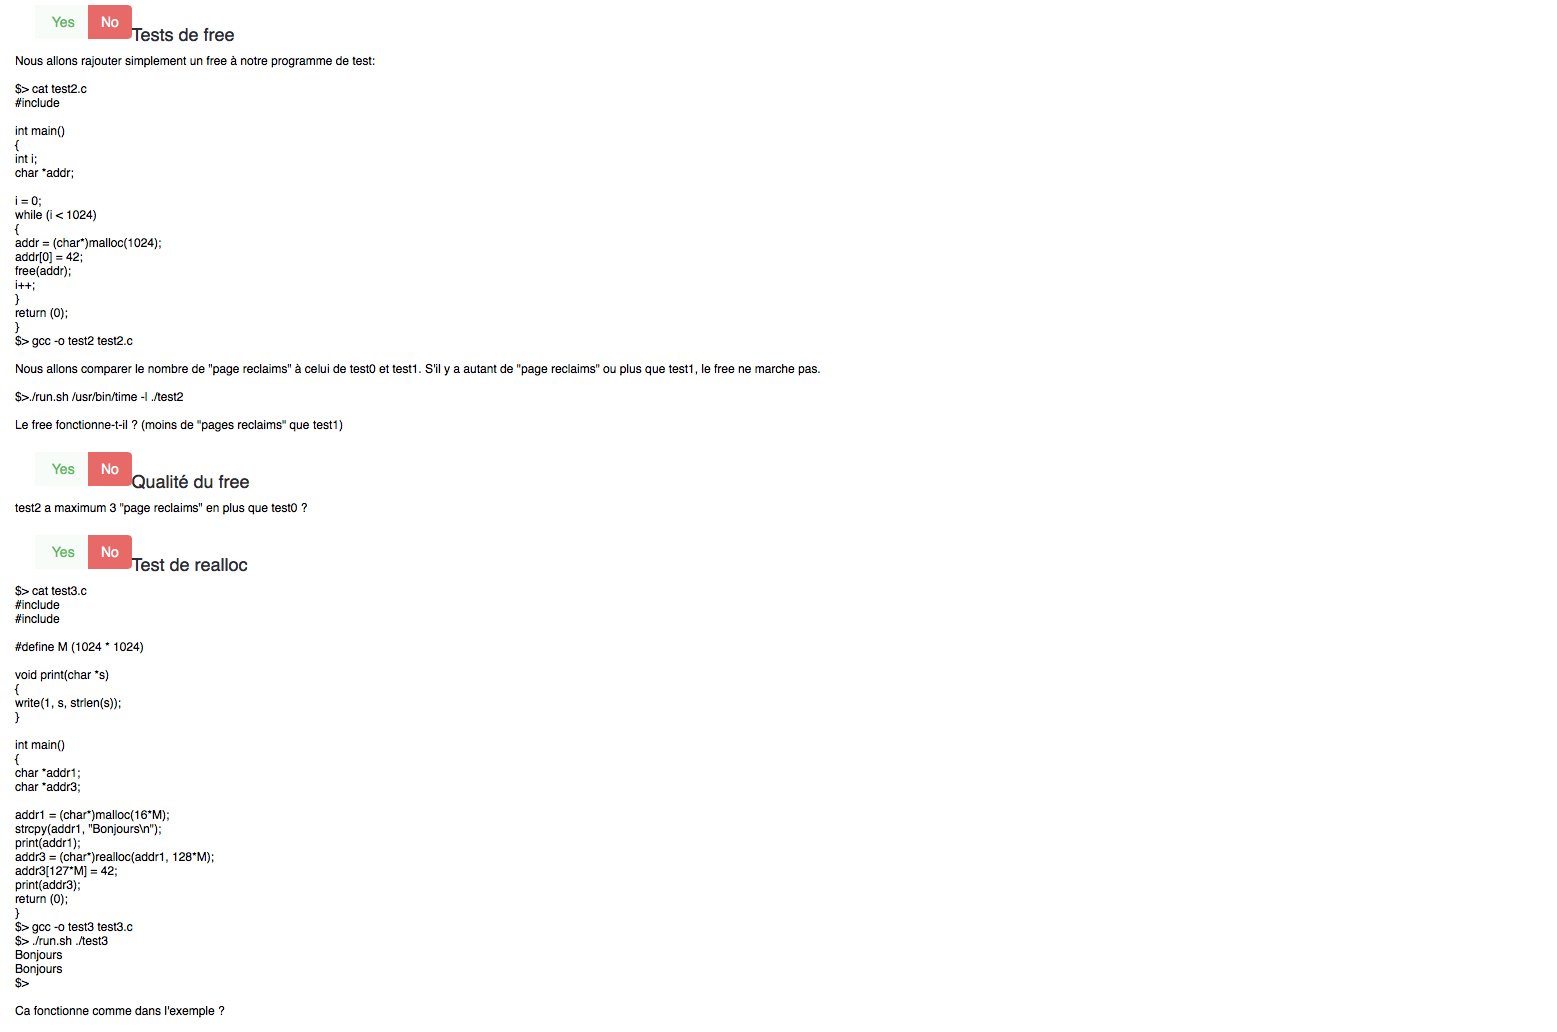 Yes No
Tests de free
Nous allons rajouter simplement un free à notre programme de test:
$> cat test2.c
#include
int main()
{
int i;
char *addr;
i = 0;
while (i < 1024)
{
addr = (char*)malloc(1024);
addr[0] = 42;
free(addr);
i++;
}
return (0);
}
$> gcc -o test2 test2.c
Nous allons comparer le nombre de "page reclaims" à celui de test0 et test1. S'il y a autant de "page reclaims" ou plus que test1, le free ne marche pas.
$>./run.sh /usr/bin/time -l ./test2
Le free fonctionne-t-il ? (moins de "pages reclaims" que test1)
Yes No
Qualité du free
test2 a maximum 3 "page reclaims" en plus que test0 ?
Yes No
Test de realloc
$> cat test3.c
#include
#include
#define M (1024 * 1024)
void print(char *s)
{
write(1, s, strlen(s));
}
int main()
{
char *addr1;
char *addr3;
addr1 = (char*)malloc(16*M);
strcpy(addr1, "Bonjours\n");
print(addr1);
addr3 = (char*)realloc(addr1, 128*M);
addr3[127*M] = 42;
print(addr3);
return (0);
}
$> gcc -o test3 test3.c
$> ./run.sh ./test3
Bonjours
Bonjours
$>
Ca fonctionne comme dans l'exemple ?